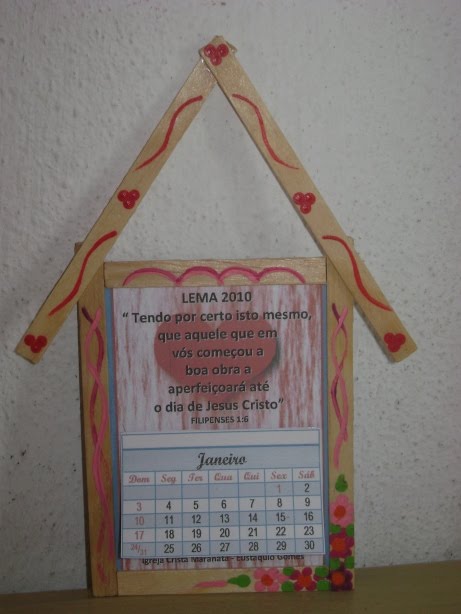 LEMA 2010
“ Tendo por certo isto mesmo,
que aquele que em
vós começou a
boa obra a
aperfeiçoará até
o dia de Jesus Cristo”
FILIPENSES 1:6
Janeiro
Dom Seg Ter Qua Qui Sex Sáb
1 2
3 4 5 6 7 8 9
10 11 12 13 14 15 16
17 18 19 20 21 22 23
24/31 25 26 27 28 29 30
Igreja Cristã Maranata – Eustáquio Gomes